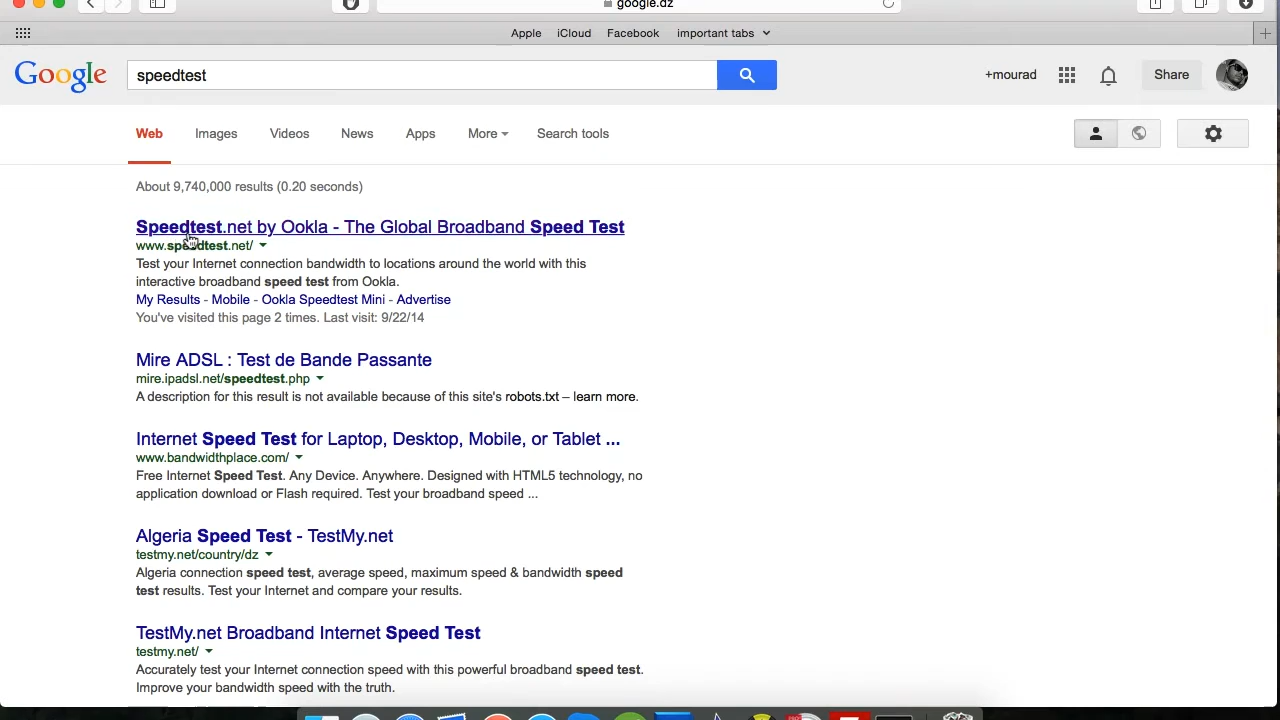 google.dz
Apple iCloud Facebook important tabs
Google speedtest +mourad Share
Web Images Videos News Apps More Search tools
About 9,740,000 results (0.20 seconds)
Speedtest.net by Ookla - The Global Broadband Speed Test
www.speedtest.net/
Test your Internet connection bandwidth to locations around the world with this
interactive broadband speed test from Ookla.
My Results - Mobile - Ookla Speedtest Mini - Advertise
You've visited this page 2 times. Last visit: 9/22/14
Mire ADSL : Test de Bande Passante
mire.ipadsl.net/speedtest.php
A description for this result is not available because of this site's robots.txt – learn more.
Internet Speed Test for Laptop, Desktop, Mobile, or Tablet ...
www.bandwidthplace.com/
Free Internet Speed Test. Any Device. Anywhere. Designed with HTML5 technology, no
application download or Flash required. Test your broadband speed ...
Algeria Speed Test - TestMy.net
testmy.net/country/dz
Algeria connection speed test, average speed, maximum speed & bandwidth speed
test results. Test your Internet and compare your results.
TestMy.net Broadband Internet Speed Test
testmy.net/
Accurately test your Internet connection speed with this powerful broadband speed test.
Improve your bandwidth speed with the truth.